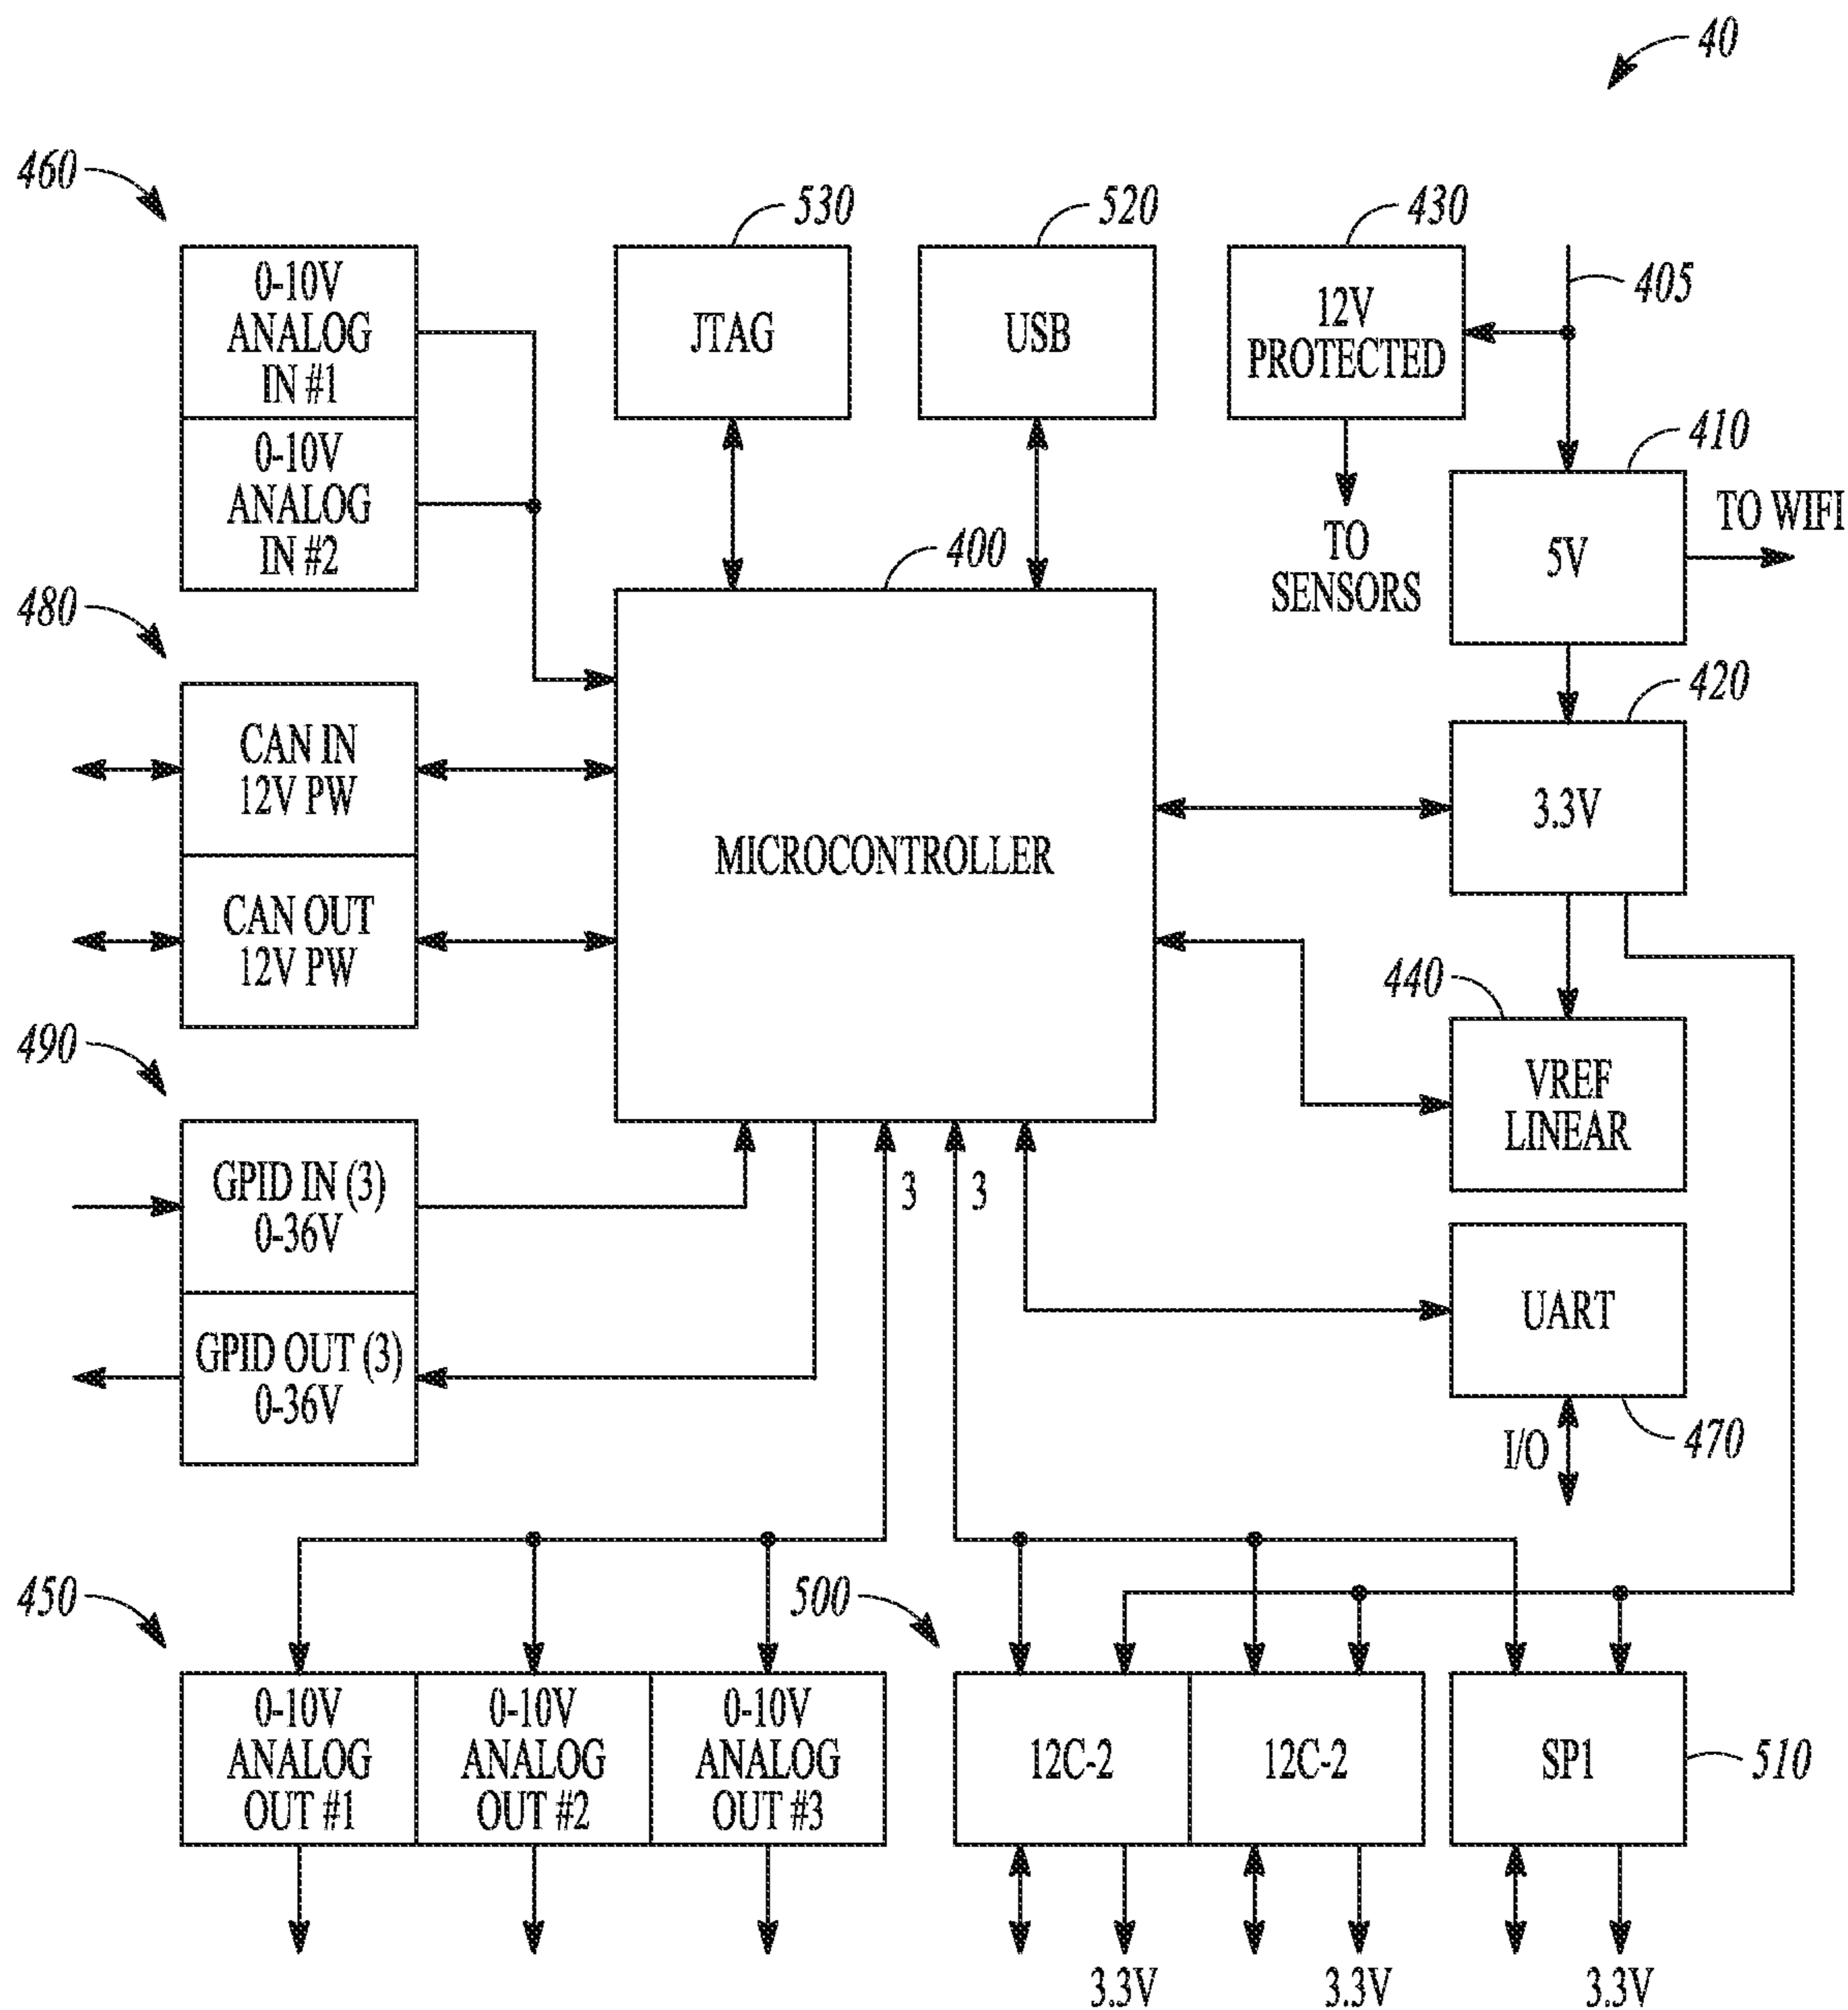 40
460
530
520
430
405
0-10V
ANALOG
IN #1
JTAG
USB
12V
PROTECTED
410
0-10V
ANALOG
IN #2
TO WIFI
5V
TO
SENSORS
400
480
420
CAN IN
12V PW
3.3V
MICROCONTROLLER
CAN OUT
12V PW
440
490
VREF
LINEAR
GPID IN (3)
0-36V
3
3
UART
GPID OUT (3)
0-36V
I/O
470
450
500
0-10V
ANALOG
OUT #1
0-10V
ANALOG
OUT #2
0-10V
ANALOG
OUT #3
12C-2
12C-2
SP1
510
3.3V
3.3V
3.3V